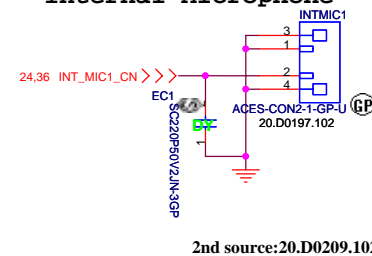 Internal Microphone
INTMIC1
3
1
24,36 INT_MIC1_CN
2
4
EC1
ACES-CON2-1-GP-U
GP
20.D0197.102
SC220P50V2JN-3GP
DY
1
2nd source:20.D0209.102